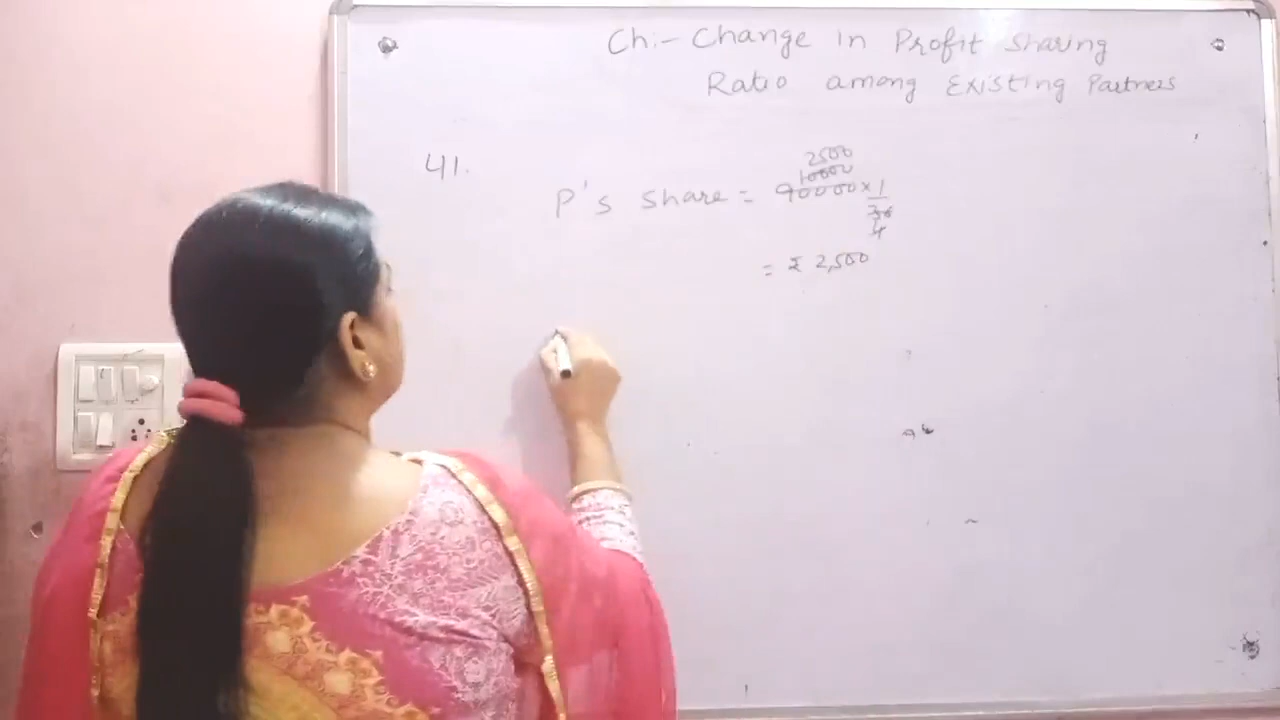 Ch:- Change in Profit Sharing
Ratio among Existing Partners
41.
2500
10000
P's share = 90000 x 1
36
4
= ₹ 2,500